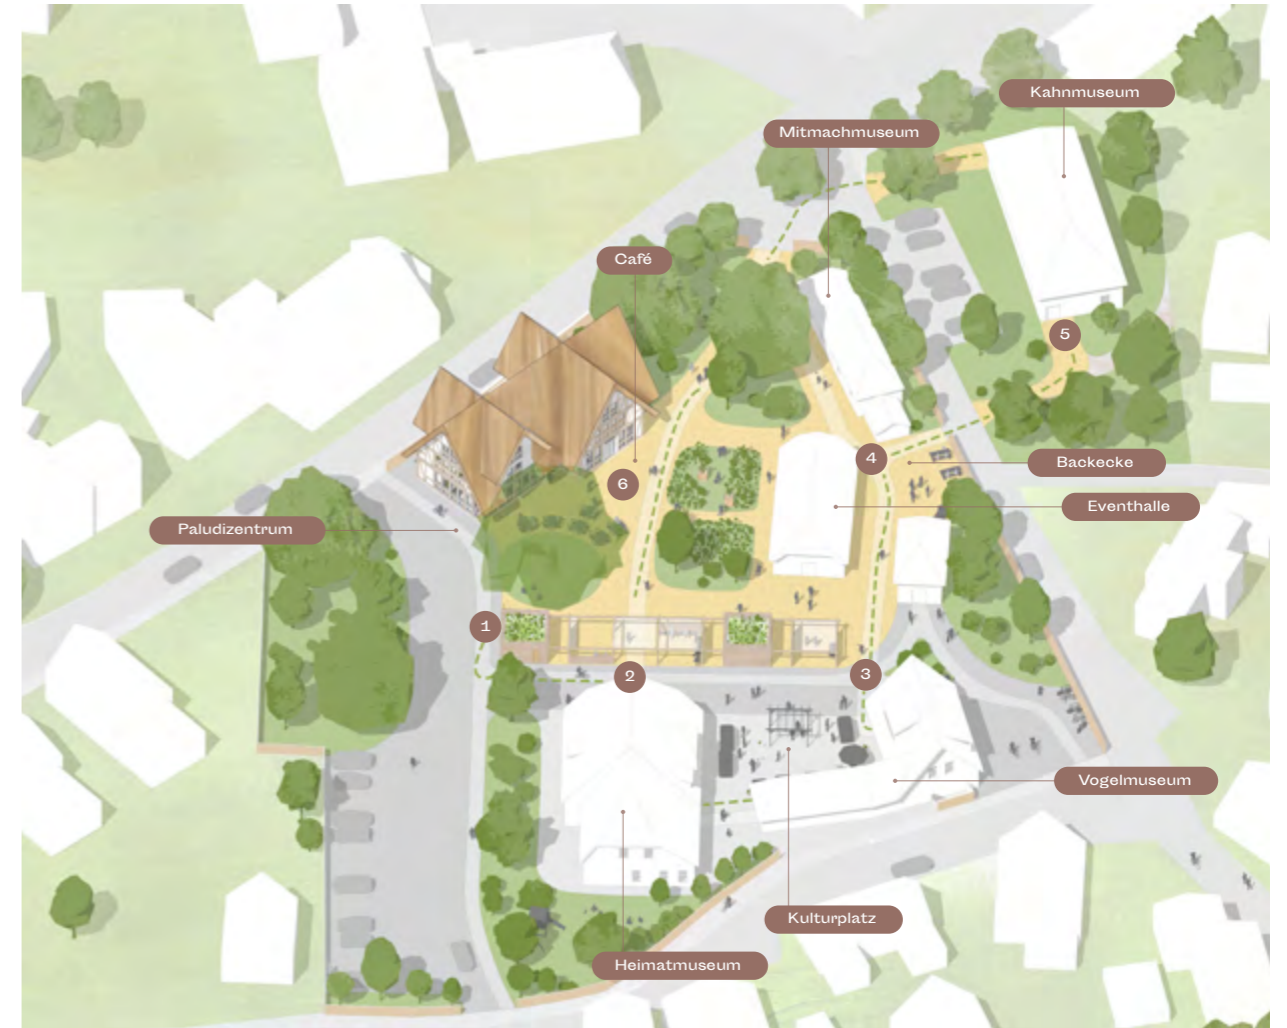 Kahnmuseum
Mitmachmuseum
Café
5
4
Backecke
6
Eventhalle
Paludizentrum
1
2
3
Vogelmuseum
Kulturplatz
Heimatmuseum